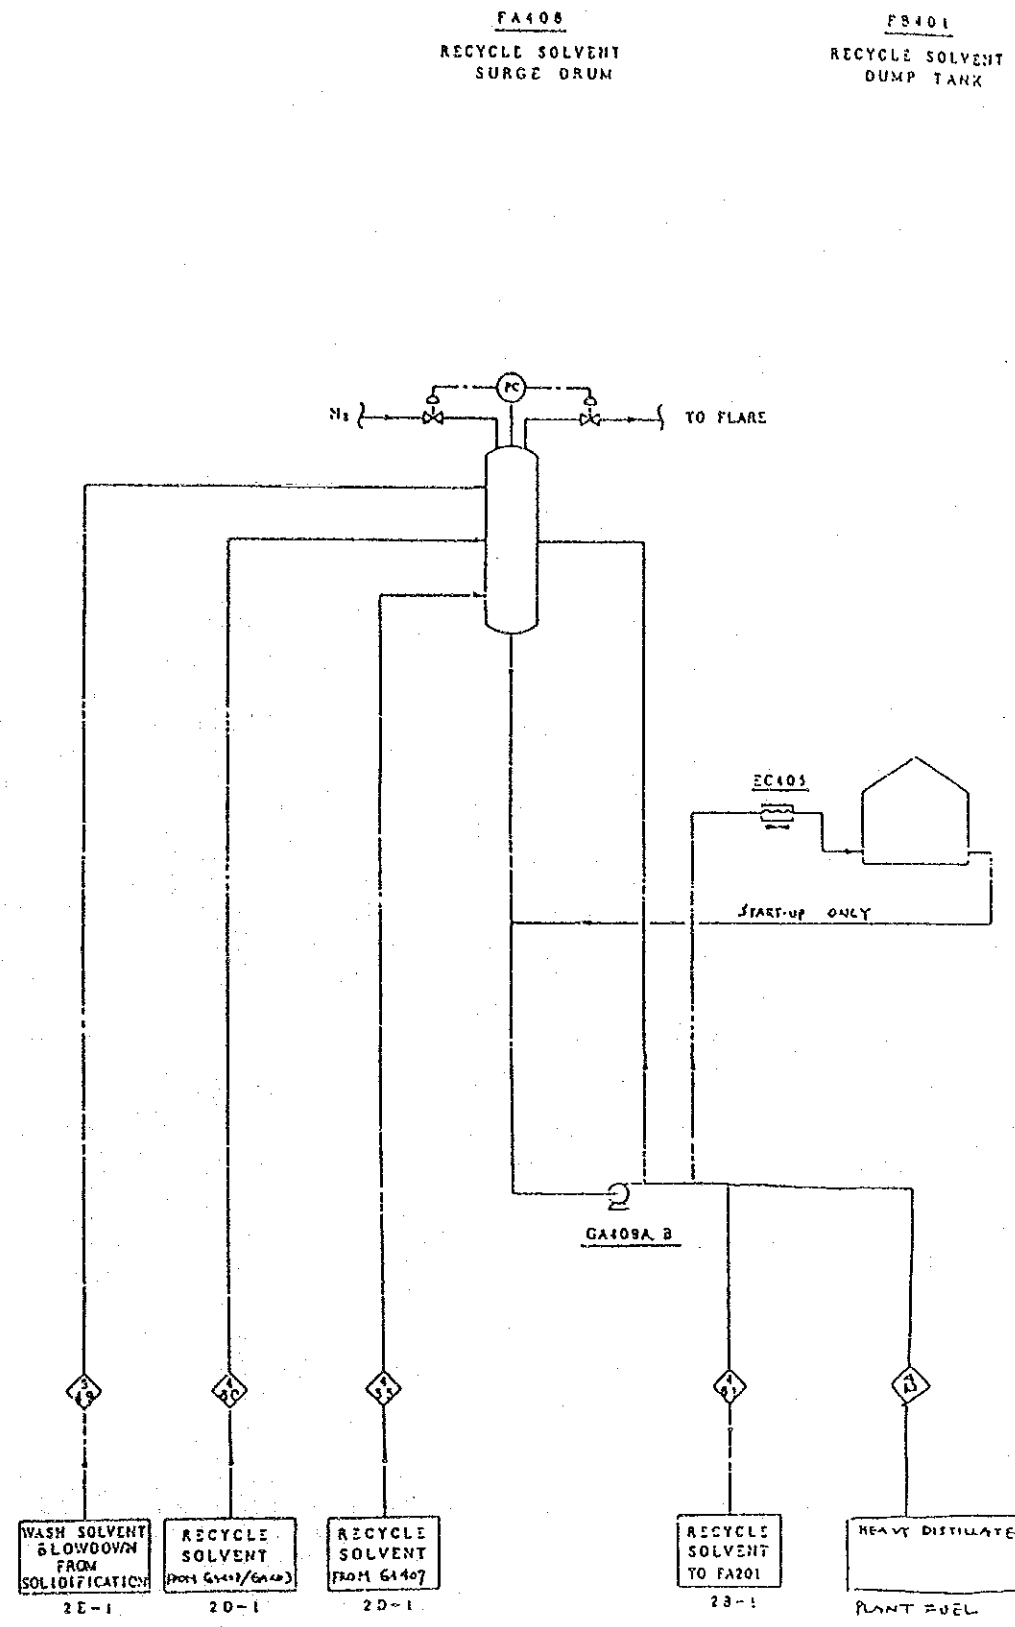 FA408
RECYCLE SOLVENT
SURGE DRUM
FB401
RECYCLE SOLVENT
DUMP TANK
PC
N₂
TO FLARE
EC405
START-UP ONLY
GA409A, B
WASH SOLVENT
BLOWDOWN
FROM
SOLIDIFICATION
2E-1
RECYCLE
SOLVENT
2D-1
RECYCLE
SOLVENT
FROM GA407
2D-1
RECYCLE
SOLVENT
TO FA201
2B-1
HEAVY DISTILLATE
PLANT FUEL